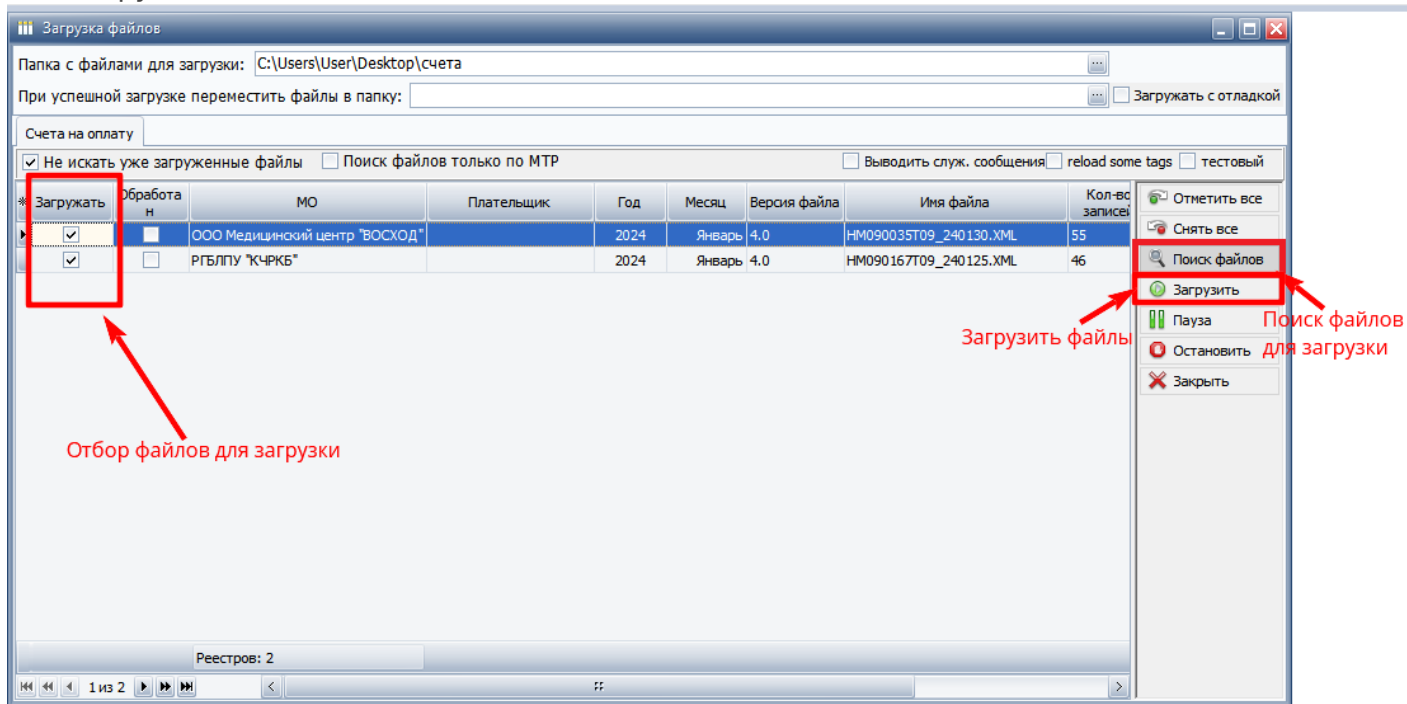 Загрузка файлов
Папка с файлами для загрузки: C:\Users\User\Desktop\счета
При успешной загрузке переместить файлы в папку: Загружать с отладкой
Счета на оплату
Не искать уже загруженные файлы Поиск файлов только по МТР Выводить служ. сообщения reload some tags тестовый
Загружать Обработан МО Плательщик Год Месяц Версия файла Имя файла Кол-во записей
ООО Медицинский центр "ВОСХОД" 2024 Январь 4.0 HM090035T09_240130.XML 55
РГБЛПУ "КЧРКБ" 2024 Январь 4.0 HM090167T09_240125.XML 46
Отметить все
Снять все
Поиск файлов
Загрузить
Пауза
Остановить
Закрыть
Загрузить файлы
Поиск файлов
для загрузки
Отбор файлов для загрузки
Реестров: 2
1 из 2